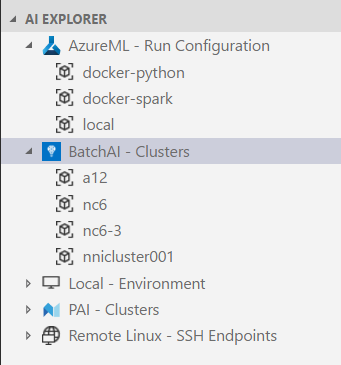 AI EXPLORER
AzureML - Run Configuration
docker-python
docker-spark
local
BatchAI - Clusters
a12
nc6
nc6-3
nnicluster001
Local - Environment
PAI - Clusters
Remote Linux - SSH Endpoints